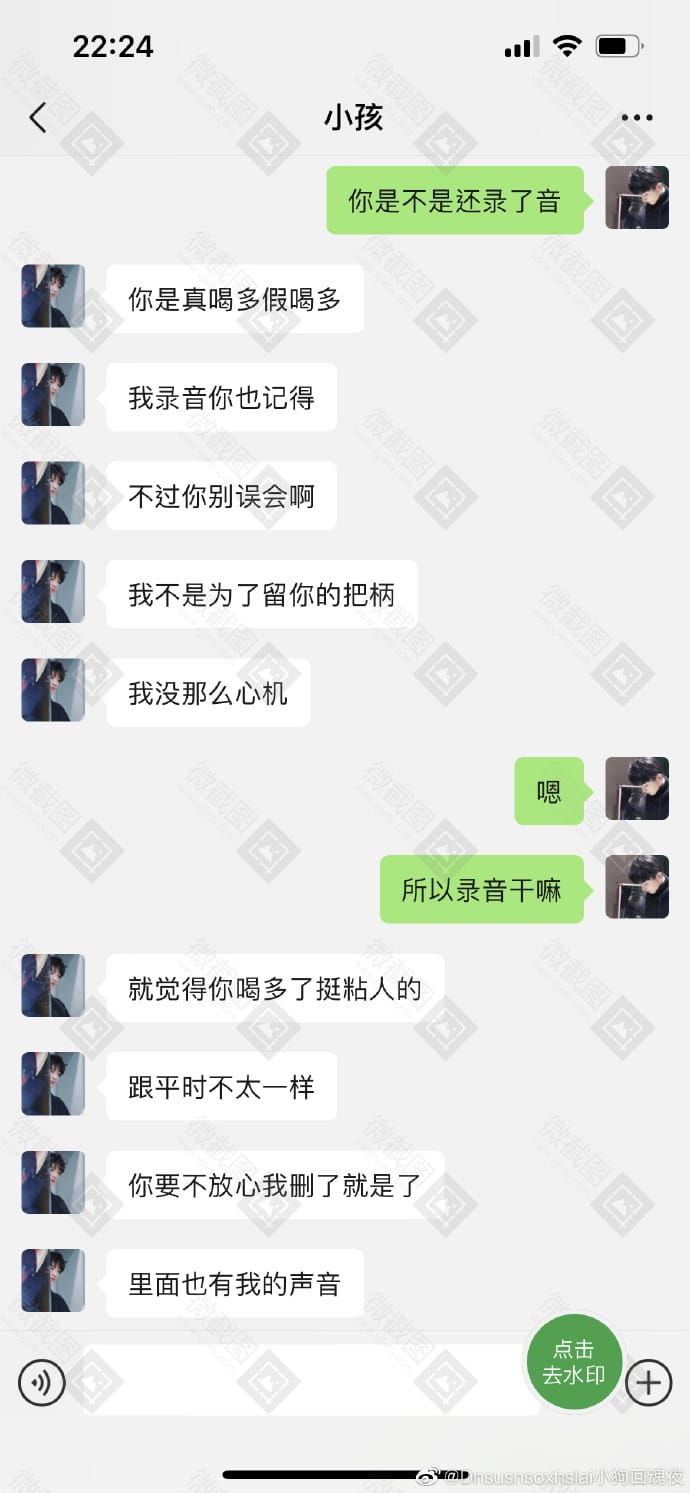 22:24
小孩
你是不是还录了音
你是真喝多假喝多
我录音你也记得
不过你别误会啊
我不是为了留你的把柄
我没那么心机
嗯
所以录音干嘛
就觉得你喝多了挺粘人的
跟平时不太一样
你要不放心我删了就是了
里面也有我的声音
点击
去水印
@Dnsusnsoxnslai小狗回魂夜
微截图